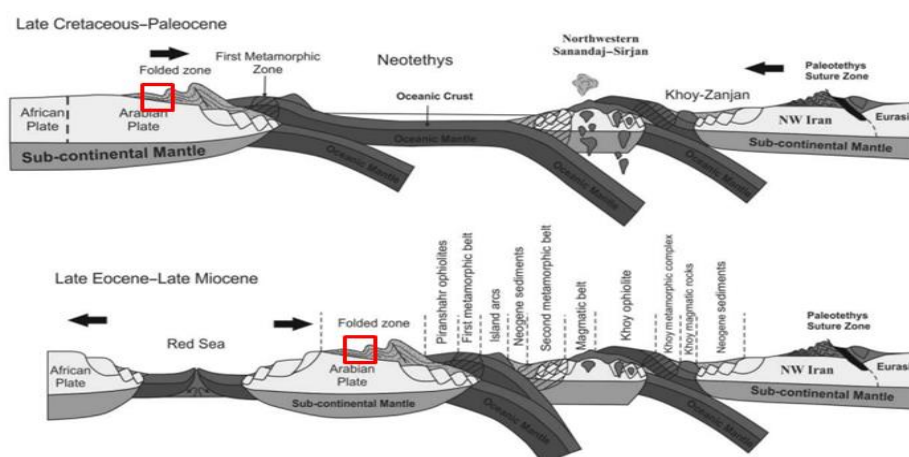 Late Cretaceous–Paleocene
First Metamorphic
Zone
Folded zone
Neotethys
Northwestern
Sanandaj-Sirjan
Paleotethys
Suture Zone
Oceanic Crust
Khoy-Zanjan
African
Plate
Arabian
Plate
NW Iran
Eurasi
Sub-continental Mantle
Oceanic Mantle
Sub-continental Mantle
Oceanic Mantle
Oceanic Mantle
Oceanic Mantle
Late Eocene–Late Miocene
Piranshahr ophiolites
First metamorphic belt
Island arcs
Neogene sediments
Second metamorphic belt
Magmatic belt
Khoy ophiolite
Khoy metamorphic complex
Khoy magmatic rocks
Neogene sediments
Folded zone
Red Sea
Paleotethys
Suture Zone
African
Plate
Arabian
Plate
NW Iran
Eurasi
Sub-continental Mantle
Sub-continental Mantle
Oceanic Mantle
Oceanic Mantle